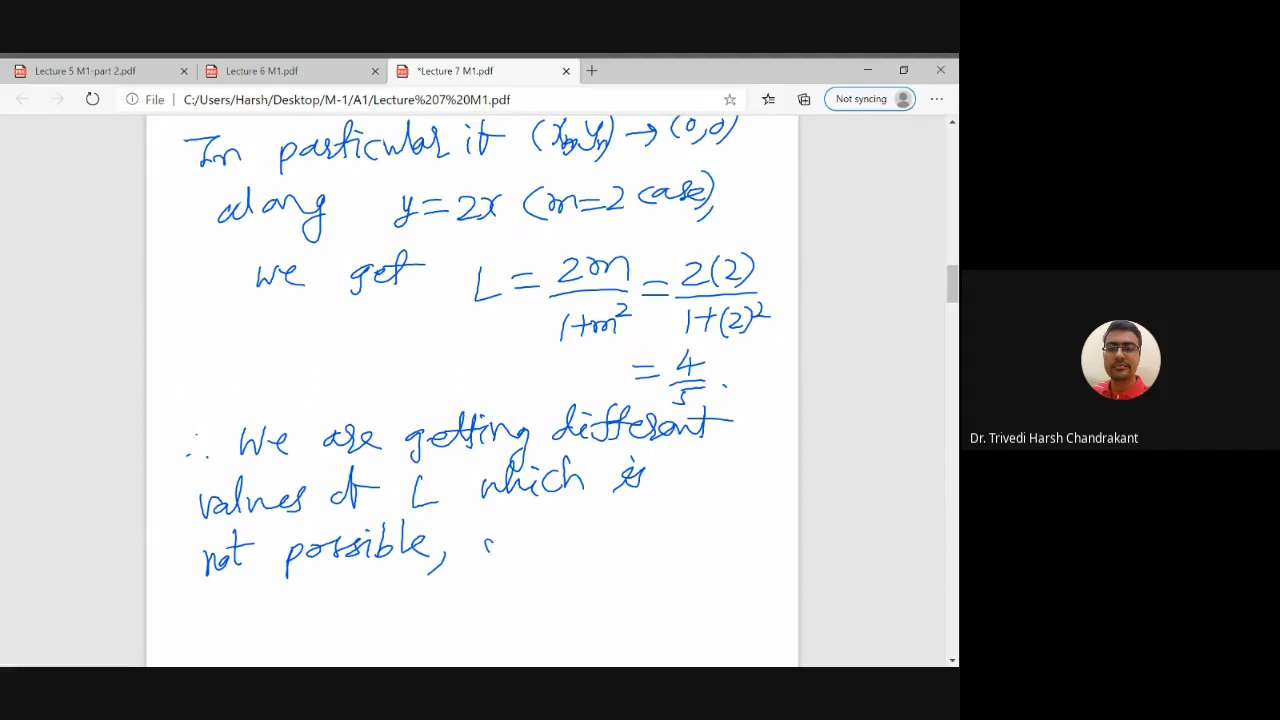 Lecture 5 M1-part 2.pdf
Lecture 6 M1.pdf
*Lecture 7 M1.pdf
File
C:/Users/Harsh/Desktop/M-1/A1/Lecture%207%20M1.pdf
Not syncing
In particular if (xₙ,yₙ) → (0,0)
along y=2x (m=2 case),
we get L = 2m/1+m² = 2(2)/1+(2)²
= 4/5.
∴ We are getting different
values of L which is
not possible,
Dr. Trivedi Harsh Chandrakant